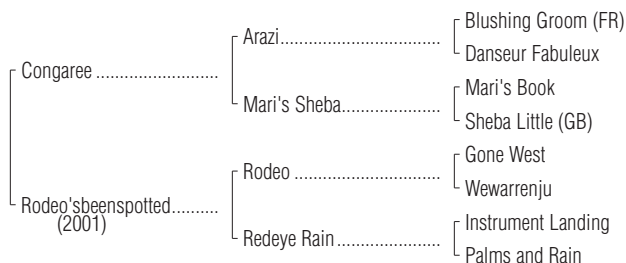 Blushing Groom (FR)
Arazi................................
Danseur Fabuleux
Congaree ........................
Mari's Book
Mari's Sheba....................
Sheba Little (GB)
Gone West
Rodeo .............................
Wewarrenju
Rodeo'sbeenspotted.........
(2001)
Instrument Landing
Redeye Rain.....................
Palms and Rain